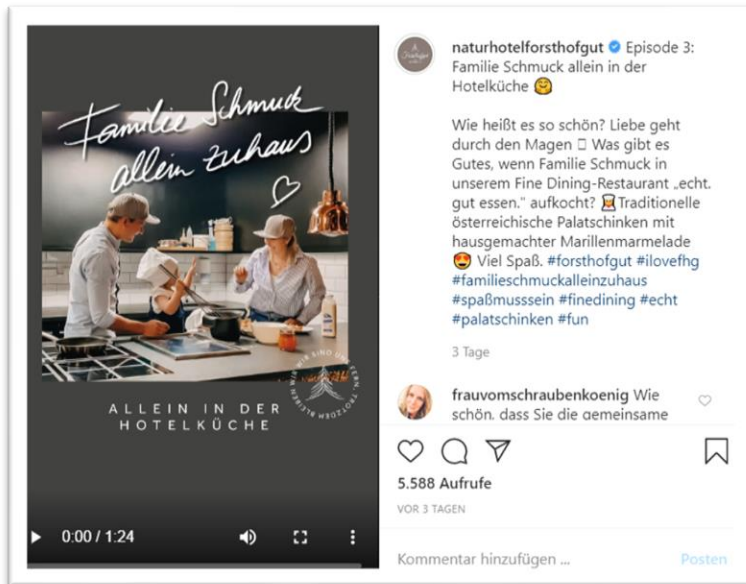 Familie Schmuck
allein zuhaus
ALLEIN IN DER
HOTELKÜCHE
0:00 / 1:24
naturhotelforsthofgut Episode 3:
Familie Schmuck allein in der
Hotelküche 🤗
Wie heißt es so schön? Liebe geht
durch den Magen Was gibt es
Gutes, wenn Familie Schmuck in
unserem Fine Dining-Restaurant „echt.
gut essen.“ aufkocht? Traditionelle
österreichische Palatschinken mit
hausgemachter Marillenmarmelade
😍 Viel Spaß. #forsthofgut #ilovefhg
#familieschmuckalleinzuhaus
#spaßmusssein #finedining #echt
#palatschinken #fun
3 Tage
frauvomschraubenkoenig Wie
schön, dass Sie die gemeinsame
5.588 Aufrufe
VOR 3 TAGEN
Kommentar hinzufügen ...
Posten